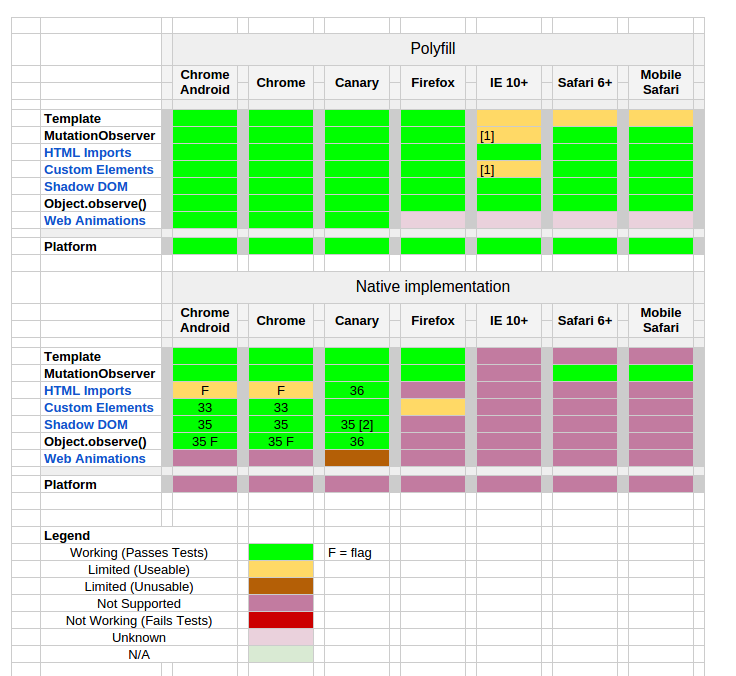 Polyfill
Chrome Android Chrome Canary Firefox IE 10+ Safari 6+ Mobile Safari
Template
MutationObserver [1]
HTML Imports
Custom Elements [1]
Shadow DOM
Object.observe()
Web Animations
Platform
Native implementation
Chrome Android Chrome Canary Firefox IE 10+ Safari 6+ Mobile Safari
Template
MutationObserver
HTML Imports F F 36
Custom Elements 33 33
Shadow DOM 35 35 35 [2]
Object.observe() 35 F 35 F 36
Web Animations
Platform
Legend
Working (Passes Tests) F = flag
Limited (Useable)
Limited (Unusable)
Not Supported
Not Working (Fails Tests)
Unknown
N/A